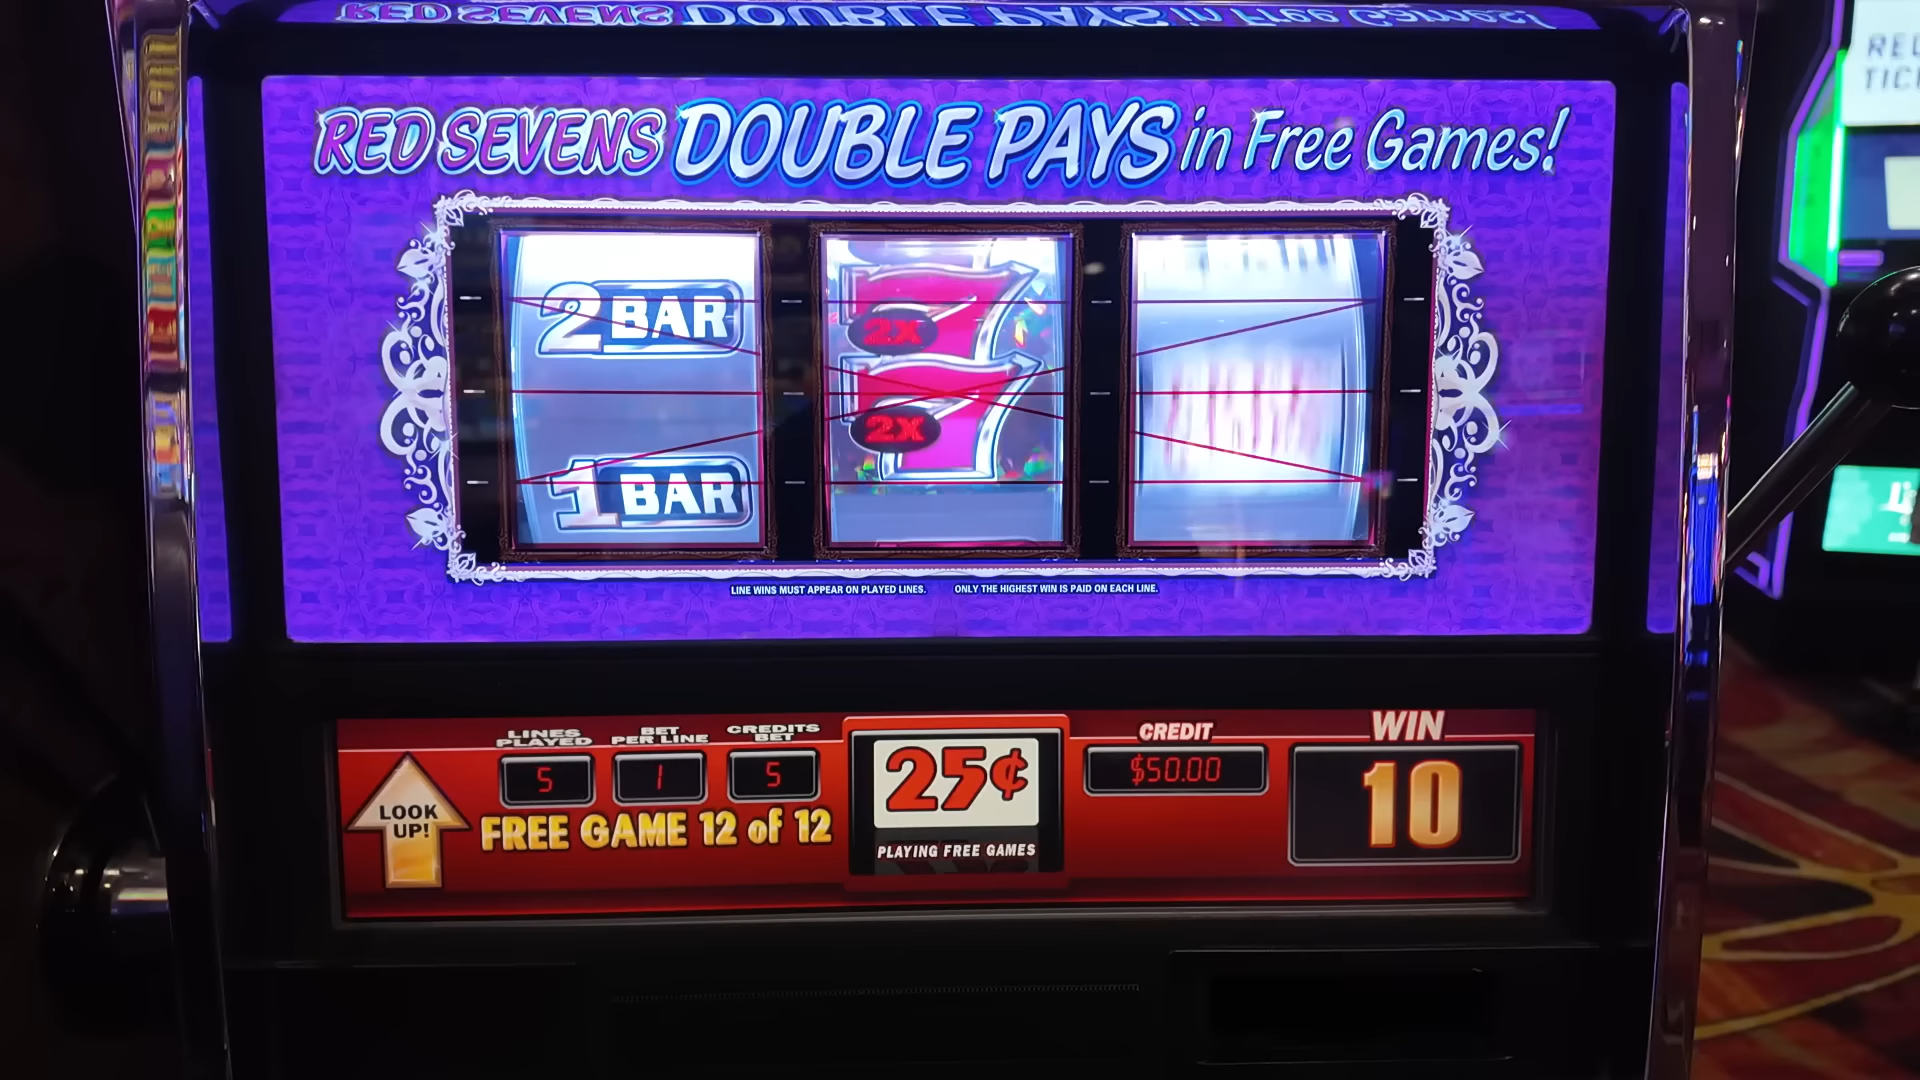 RED SEVENS DOUBLE PAYS in Free Games!
RED SEVENS DOUBLE PAYS in Free Games!
2 BAR
2X
2X
1 BAR
LINE WINS MUST APPEAR ON PLAYED LINES. ONLY THE HIGHEST WIN IS PAID ON EACH LINE.
LOOK UP!
LINES PLAYED
5
BET PER LINE
1
CREDITS BET
5
FREE GAME 12 of 12
25¢
PLAYING FREE GAMES
CREDIT
$50.00
WIN
10